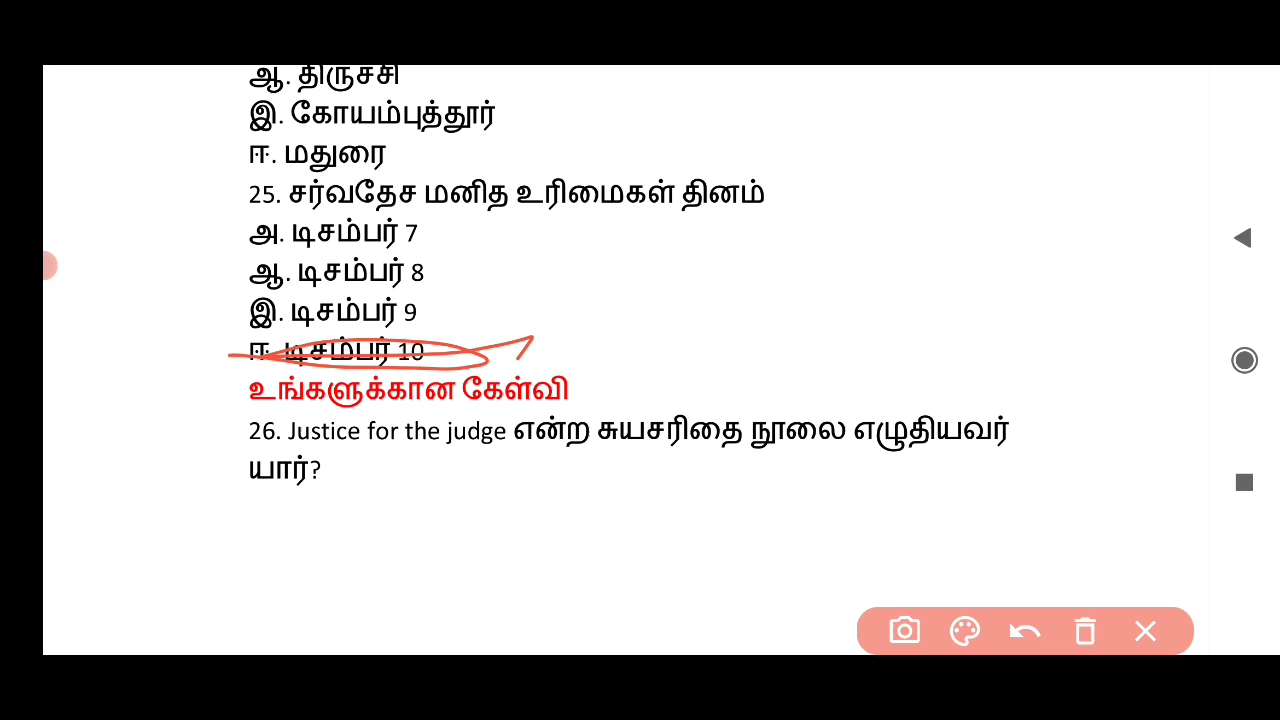 ஆ. திருச்சி
இ. கோயம்புத்தூர்
ஈ. மதுரை
25. சர்வதேச மனித உரிமைகள் தினம்
அ. டிசம்பர் 7
ஆ. டிசம்பர் 8
இ. டிசம்பர் 9
ஈ. டிசம்பர் 10
உங்களுக்கான கேள்வி
26. Justice for the judge என்ற சுயசரிதை நூலை எழுதியவர்
யார்?